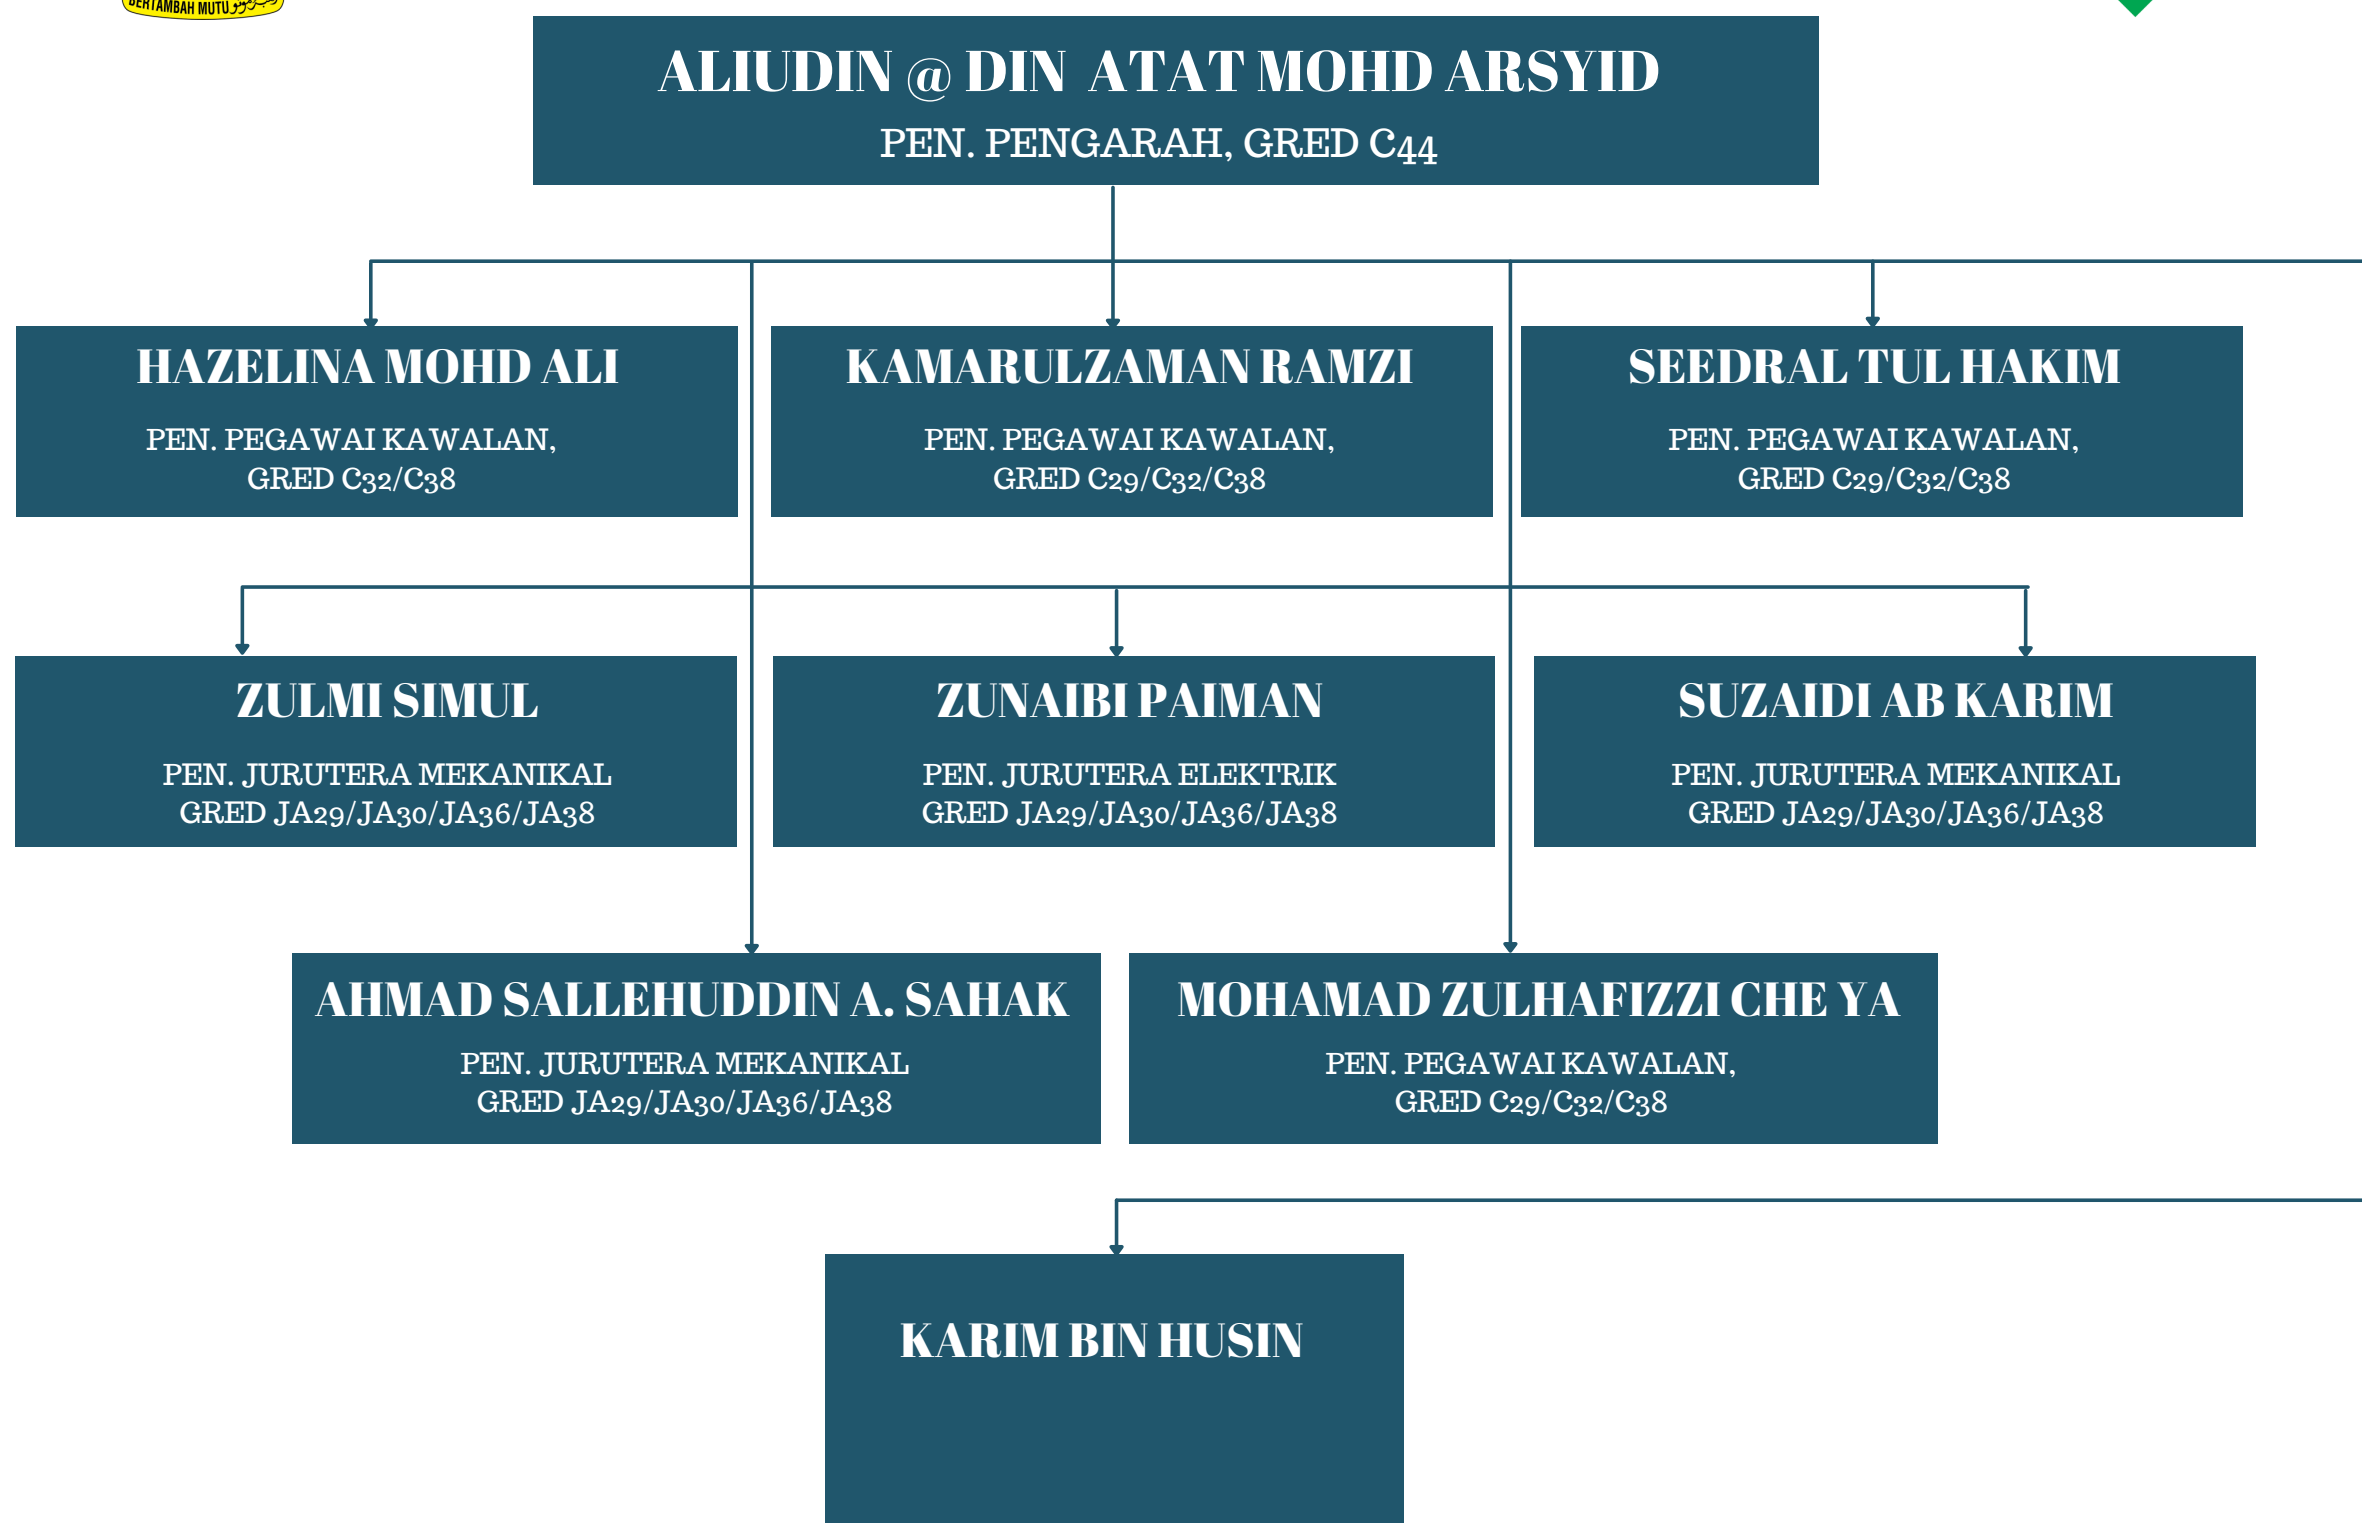 BERTAMBAH MUTU
ALIUDIN @ DIN ATAT MOHD ARSYID
PEN. PENGARAH, GRED C44
HAZELINA MOHD ALI
PEN. PEGAWAI KAWALAN,
GRED C32/C38
KAMARULZAMAN RAMZI
PEN. PEGAWAI KAWALAN,
GRED C29/C32/C38
SEEDRAL TUL HAKIM
PEN. PEGAWAI KAWALAN,
GRED C29/C32/C38
ZULMI SIMUL
PEN. JURUTERA MEKANIKAL
GRED JA29/JA30/JA36/JA38
ZUNAIBI PAIMAN
PEN. JURUTERA ELEKTRIK
GRED JA29/JA30/JA36/JA38
SUZAIDI AB KARIM
PEN. JURUTERA MEKANIKAL
GRED JA29/JA30/JA36/JA38
AHMAD SALLEHUDDIN A. SAHAK
PEN. JURUTERA MEKANIKAL
GRED JA29/JA30/JA36/JA38
MOHAMAD ZULHAFIZZI CHE YA
PEN. PEGAWAI KAWALAN,
GRED C29/C32/C38
KARIM BIN HUSIN